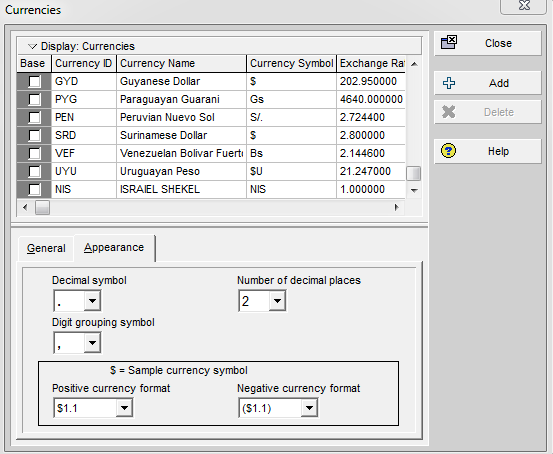 Currencies
Display: Currencies
Base Currency ID Currency Name Currency Symbol Exchange Ra
GYD Guyanese Dollar $ 202.950000
PYG Paraguayan Guarani Gs 4640.000000
PEN Peruvian Nuevo Sol S/. 2.724400
SRD Surinamese Dollar $ 2.800000
VEF Venezuelan Bolivar Fuert Bs 2.144600
UYU Uruguayan Peso $U 21.247000
NIS ISRAIEL SHEKEL NIS 1.000000
Close
Add
Delete
Help
General Appearance
Decimal symbol Number of decimal places
. 2
Digit grouping symbol
,
$ = Sample currency symbol
Positive currency format Negative currency format
$1.1 ($1.1)